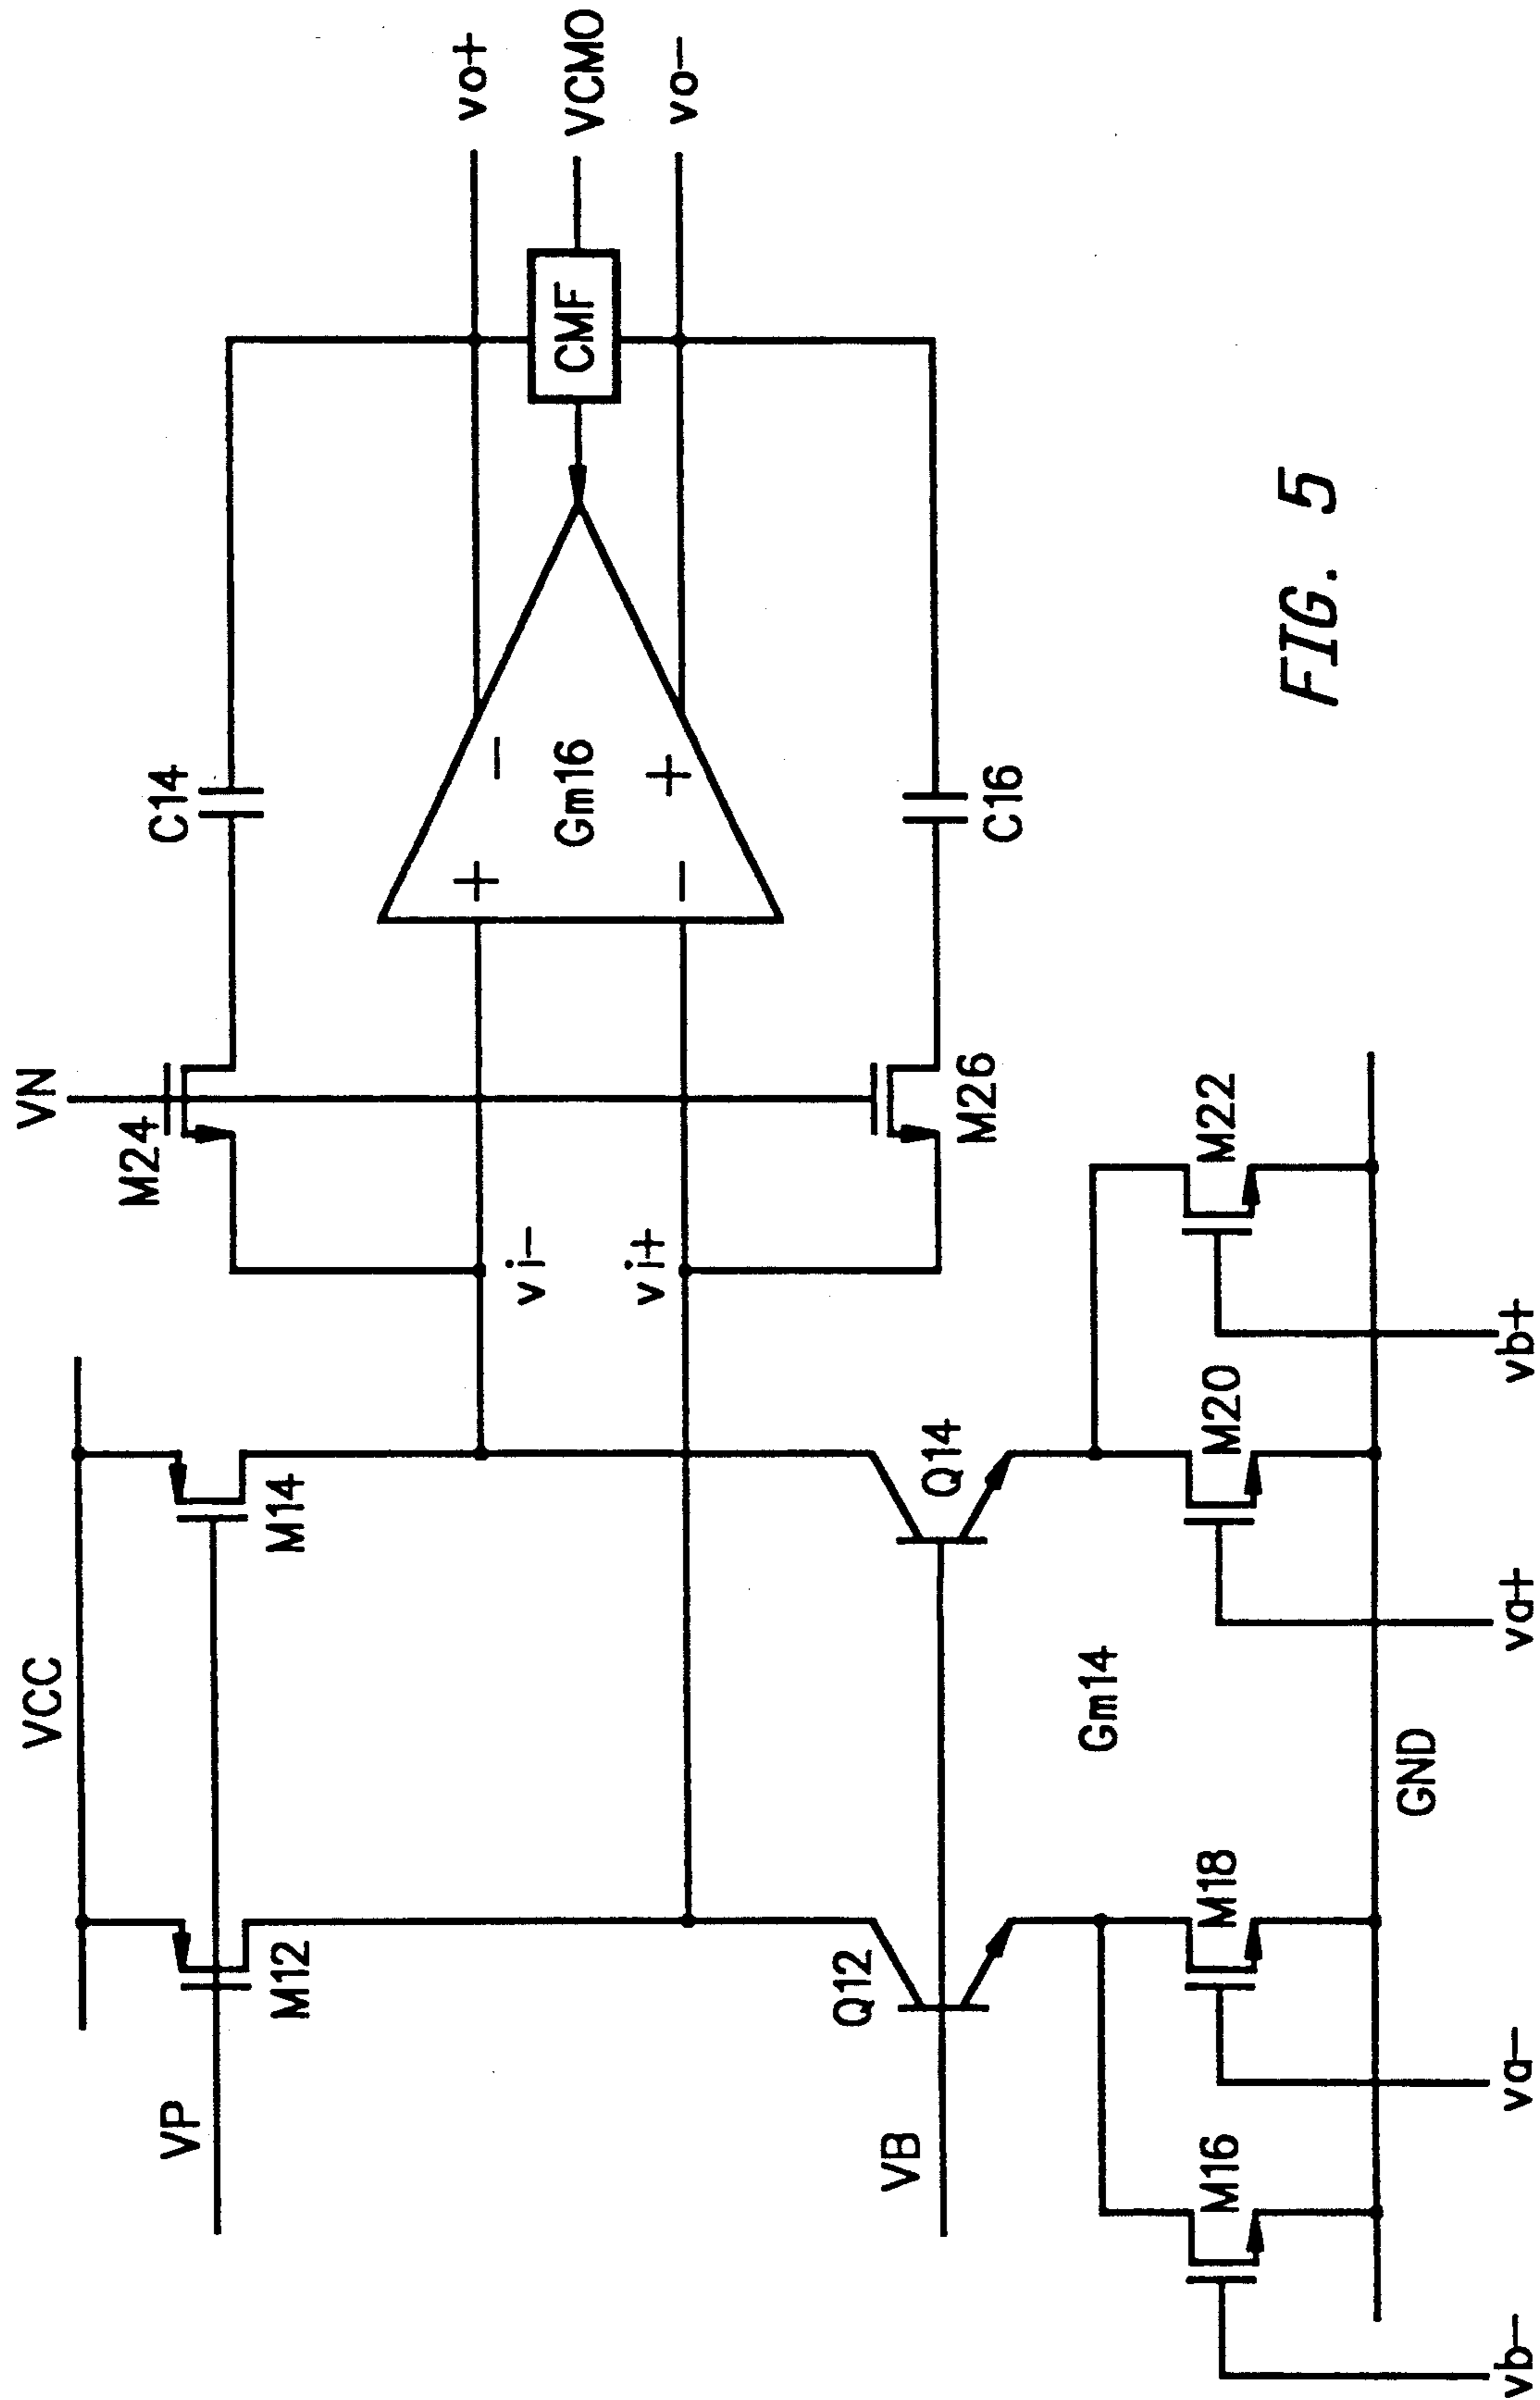 VCC
VN
VP
M12
M14
M24
C14
vo+
VCMO
vo-
CMF
+
-
Gm16
-
+
vi-
vi+
M26
C16
VB
Q12
Q14
Gm14
M16
M18
M20
M22
GND
vb-
va-
va+
vb+
FIG. 5